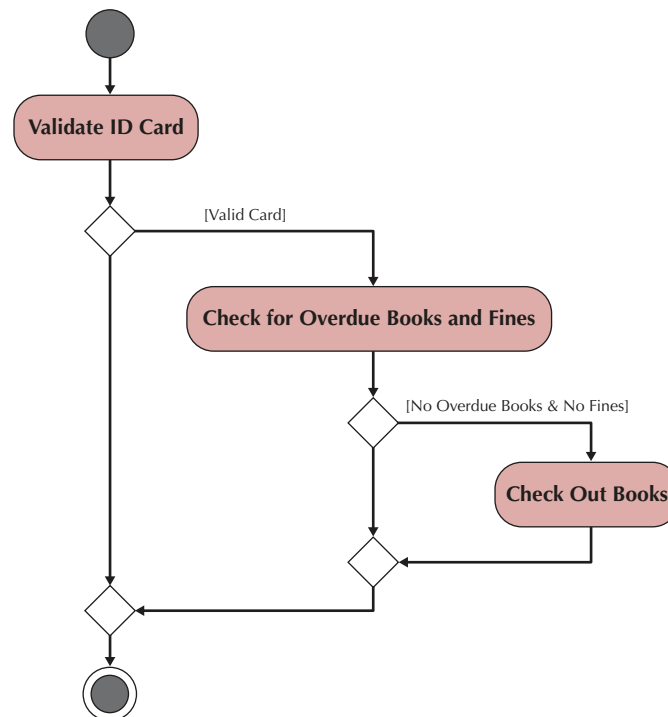 Validate ID Card
[Valid Card]
Check for Overdue Books and Fines
[No Overdue Books & No Fines]
Check Out Books